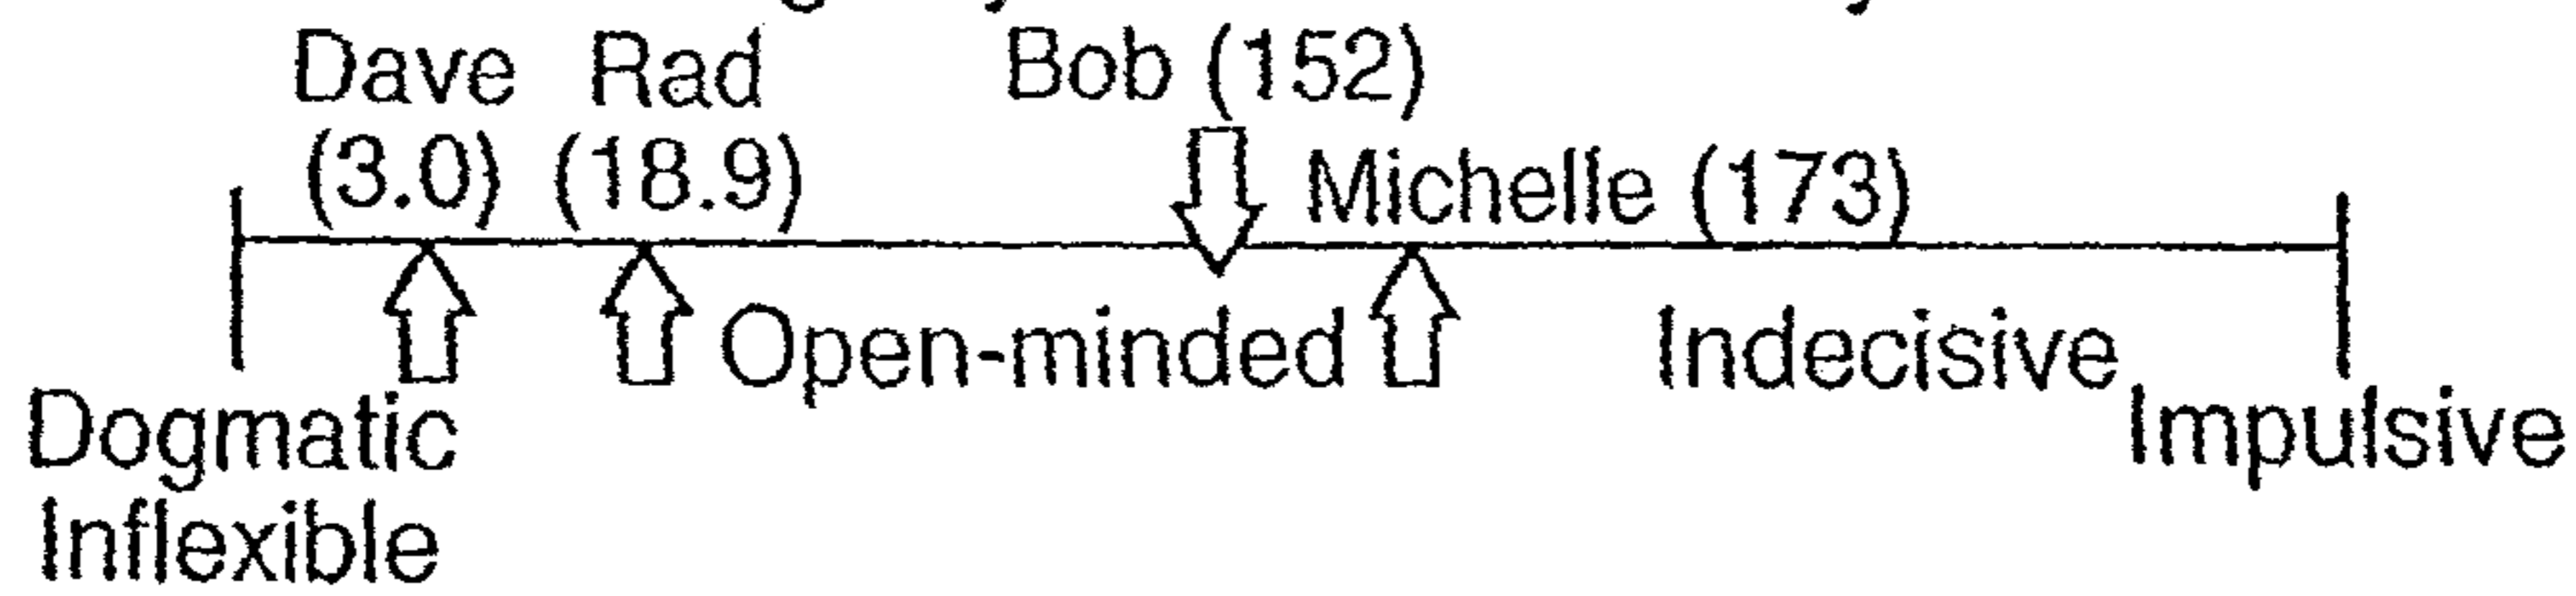 Dave Rad Bob (152)
(3.0) (18.9) Michelle (173)
Open-minded Indecisive
Dogmatic Impulsive
Inflexible